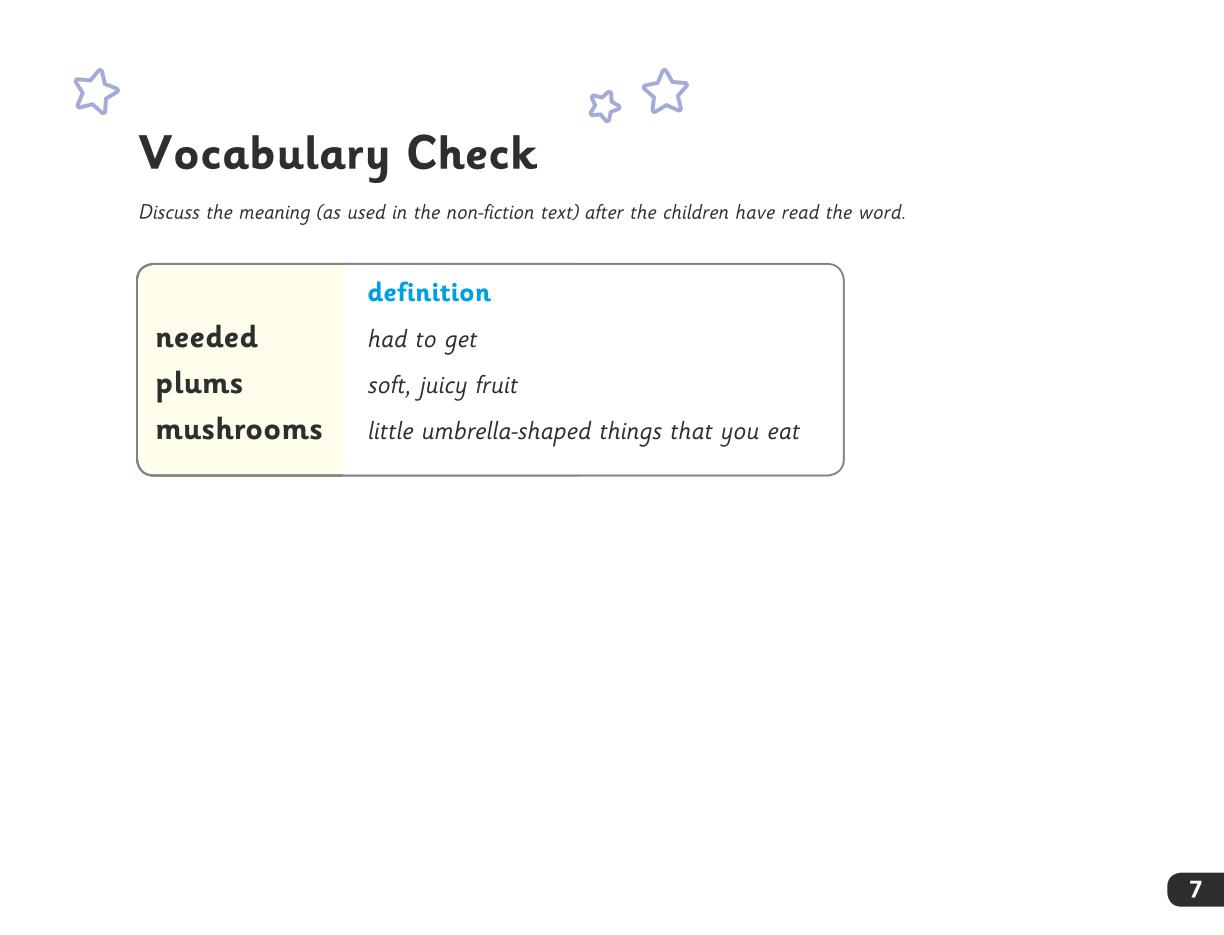 Vocabulary Check
Discuss the meaning (as used in the non-fiction text) after the children have read the word.
definition
needed had to get
plums soft, juicy fruit
mushrooms little umbrella-shaped things that you eat
7